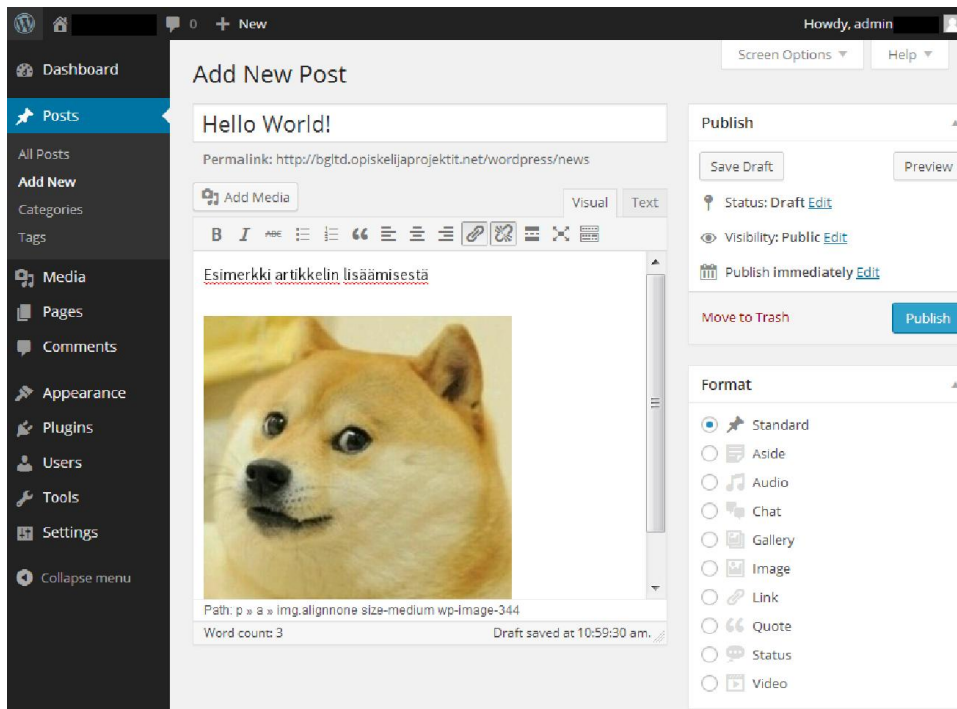 0 + New
Howdy, admin
Screen Options
Help
Dashboard
Posts
All Posts
Add New
Categories
Tags
Media
Pages
Comments
Appearance
Plugins
Users
Tools
Settings
Collapse menu
Add New Post
Hello World!
Permalink: http://bgltd.opiskelijaprojektit.net/wordpress/news
Add Media
Visual
Text
B I ABC
Esimerkki artikkelin lisäämisestä
Path: p » a » img.alignnone size-medium wp-image-344
Word count: 3
Draft saved at 10:59:30 am.
Publish
Save Draft
Preview
Status: Draft Edit
Visibility: Public Edit
Publish immediately Edit
Move to Trash
Publish
Format
Standard
Aside
Audio
Chat
Gallery
Image
Link
Quote
Status
Video